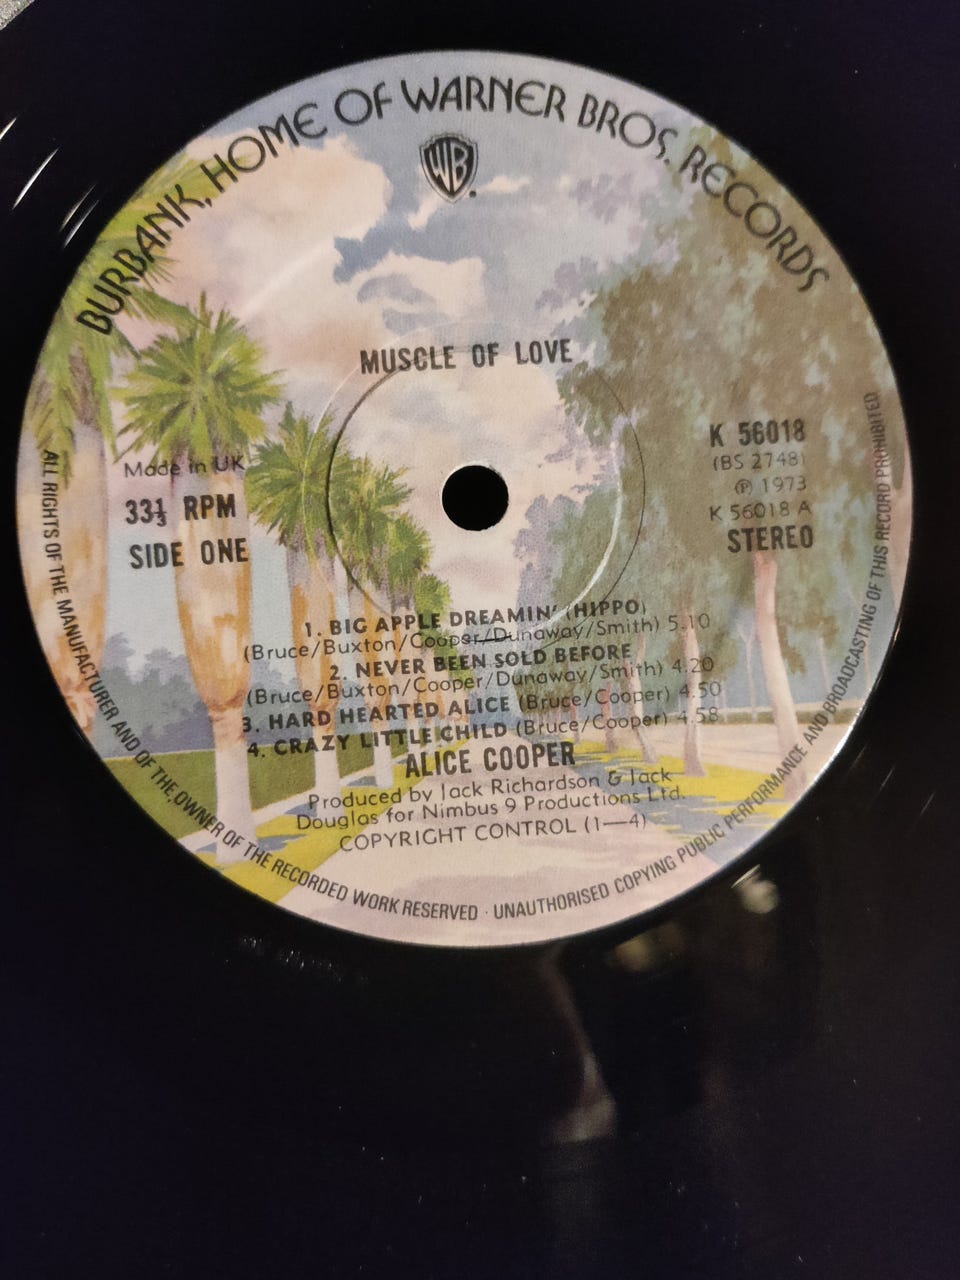 BURBANK, HOME OF WARNER BROS. RECORDS
WB
MUSCLE OF LOVE
Made in UK
33⅓ RPM
SIDE ONE
K 56018
(BS 2748)
℗ 1973
K 56018 A
STEREO
1. BIG APPLE DREAMIN' (HIPPO)
(Bruce/Buxton/Cooper/Dunaway/Smith) 5.10
2. NEVER BEEN SOLD BEFORE
(Bruce/Buxton/Cooper/Dunaway/Smith) 4.20
3. HARD HEARTED ALICE (Bruce/Cooper) 4.50
4. CRAZY LITTLE CHILD (Bruce/Cooper) 4.58
ALICE COOPER
Produced by Jack Richardson & Jack
Douglas for Nimbus 9 Productions Ltd.
COPYRIGHT CONTROL (1—4)
ALL RIGHTS OF THE MANUFACTURER AND OF THE OWNER OF THE RECORDED WORK RESERVED · UNAUTHORISED COPYING PUBLIC PERFORMANCE AND BROADCASTING OF THIS RECORD PROHIBITED